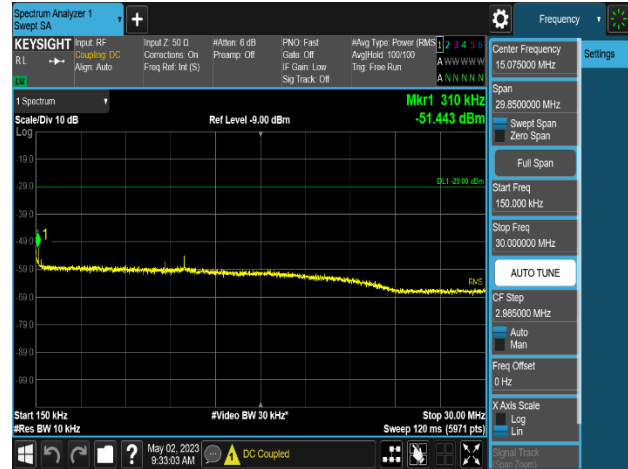 Spectrum Analyzer 1
Swept SA
Frequency
KEYSIGHT
Input: RF
Input Z: 50 Ω
#Atten: 6 dB
PNO: Fast
#Avg Type: Power (RMS
1 2 3 4 5 6
RL
Coupling: DC
Corrections: On
Preamp: Off
Gate: Off
Avg|Hold: 100/100
A W W W W W
Align: Auto
Freq Ref: Int (S)
IF Gain: Low
Trig: Free Run
Sig Track: Off
A N N N N N
1 Spectrum
Mkr1 310 kHz
Scale/Div 10 dB
Ref Level -9.00 dBm
-51.443 dBm
Log
-19.0
DL1 -29.00 dBm
-29.0
-39.0
1
-49.0
-59.0
RMS
-69.0
-79.0
-89.0
-99.0
Start 150 kHz
#Video BW 30 kHz*
Stop 30.00 MHz
#Res BW 10 kHz
Sweep 120 ms (5971 pts)
?
May 02, 2023
9:33:03 AM
DC Coupled
Center Frequency
15.075000 MHz
Settings
Span
29.8500000 MHz
Swept Span
Zero Span
Full Span
Start Freq
150.000 kHz
Stop Freq
30.000000 MHz
AUTO TUNE
CF Step
2.985000 MHz
Auto
Man
Freq Offset
0 Hz
X Axis Scale
Log
Lin
Signal Track
(Span Zoom)